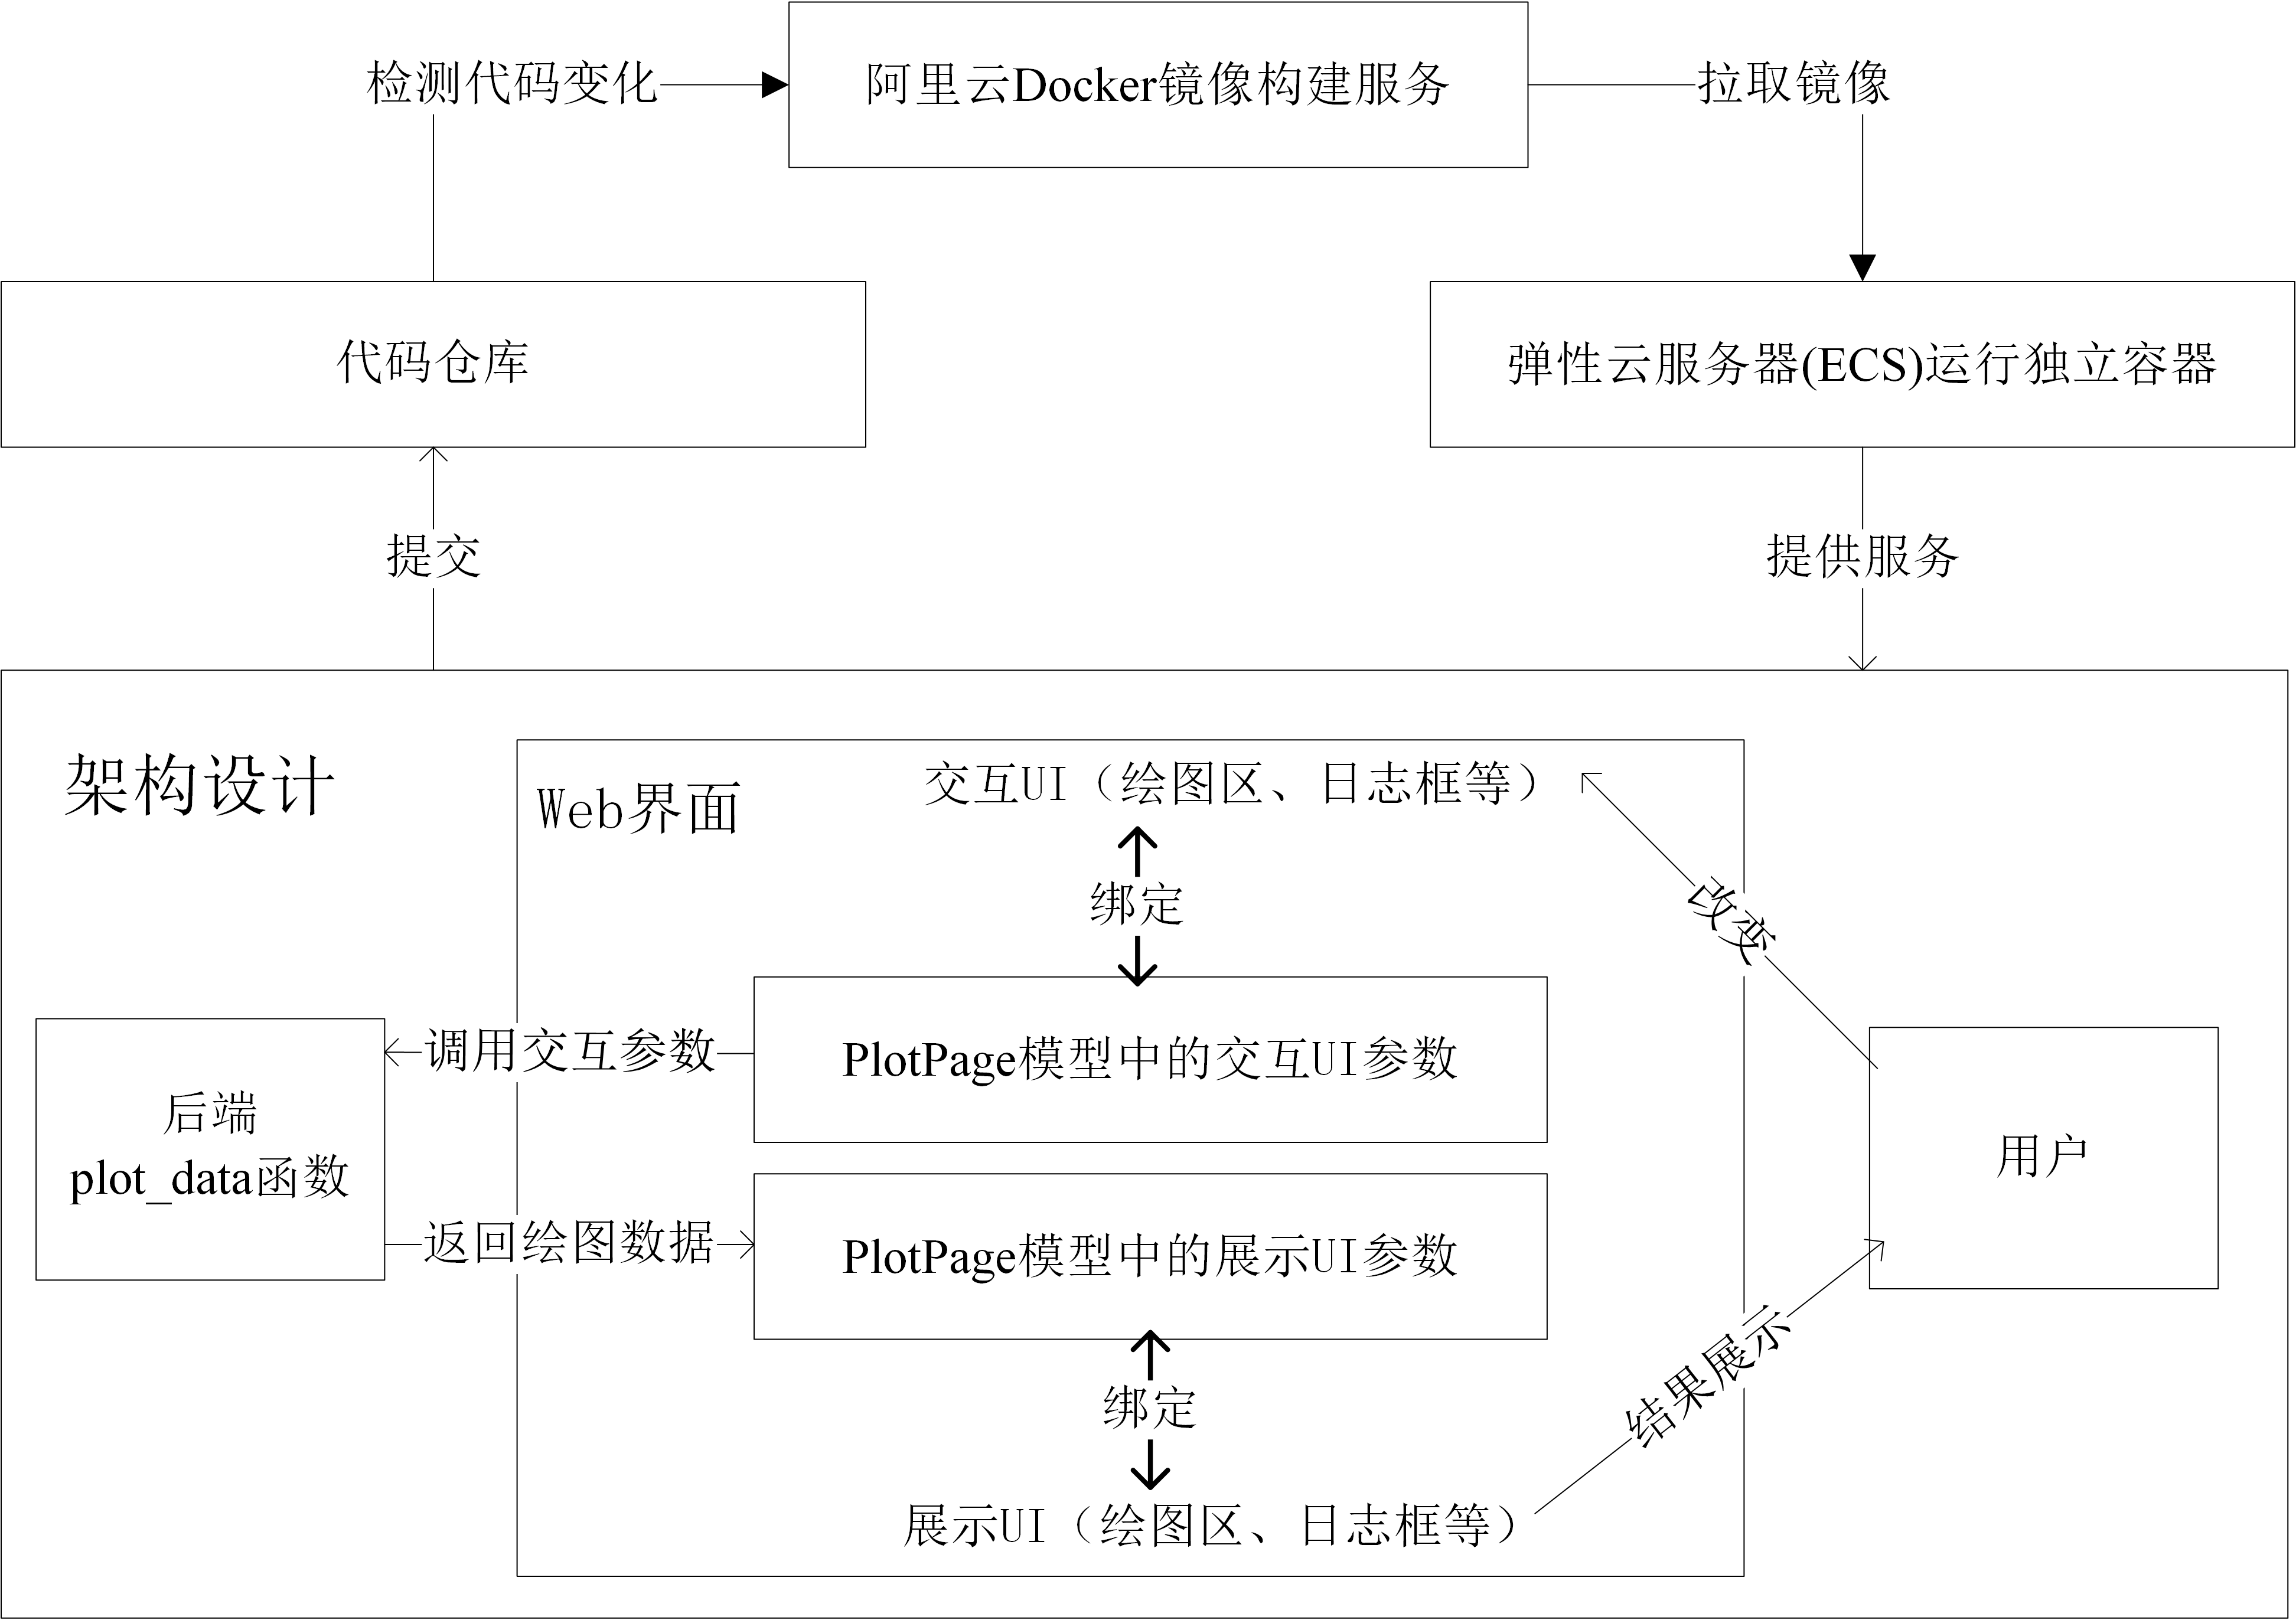 检测代码变化
阿里云Docker镜像构建服务
拉取镜像
代码仓库
弹性云服务器(ECS)运行独立容器
提交
提供服务
架构设计
Web界面
交互UI（绘图区、日志框等）
绑定
改变
调用交互参数
PlotPage模型中的交互UI参数
后端
plot_data函数
用户
返回绘图数据
PlotPage模型中的展示UI参数
结果展示
绑定
展示UI（绘图区、日志框等）